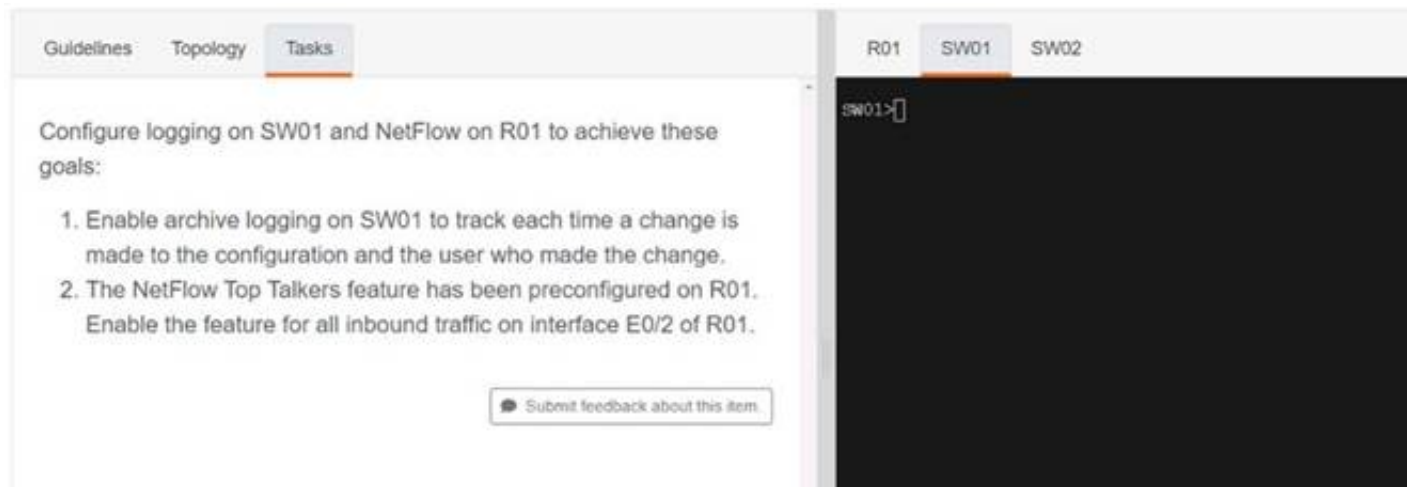 Guidelines Topology Tasks
R01 SW01 SW02
Configure logging on SW01 and NetFlow on R01 to achieve these
goals:
1. Enable archive logging on SW01 to track each time a change is
made to the configuration and the user who made the change.
2. The NetFlow Top Talkers feature has been preconfigured on R01.
Enable the feature for all inbound traffic on interface E0/2 of R01.
Submit feedback about this item.
SW01>